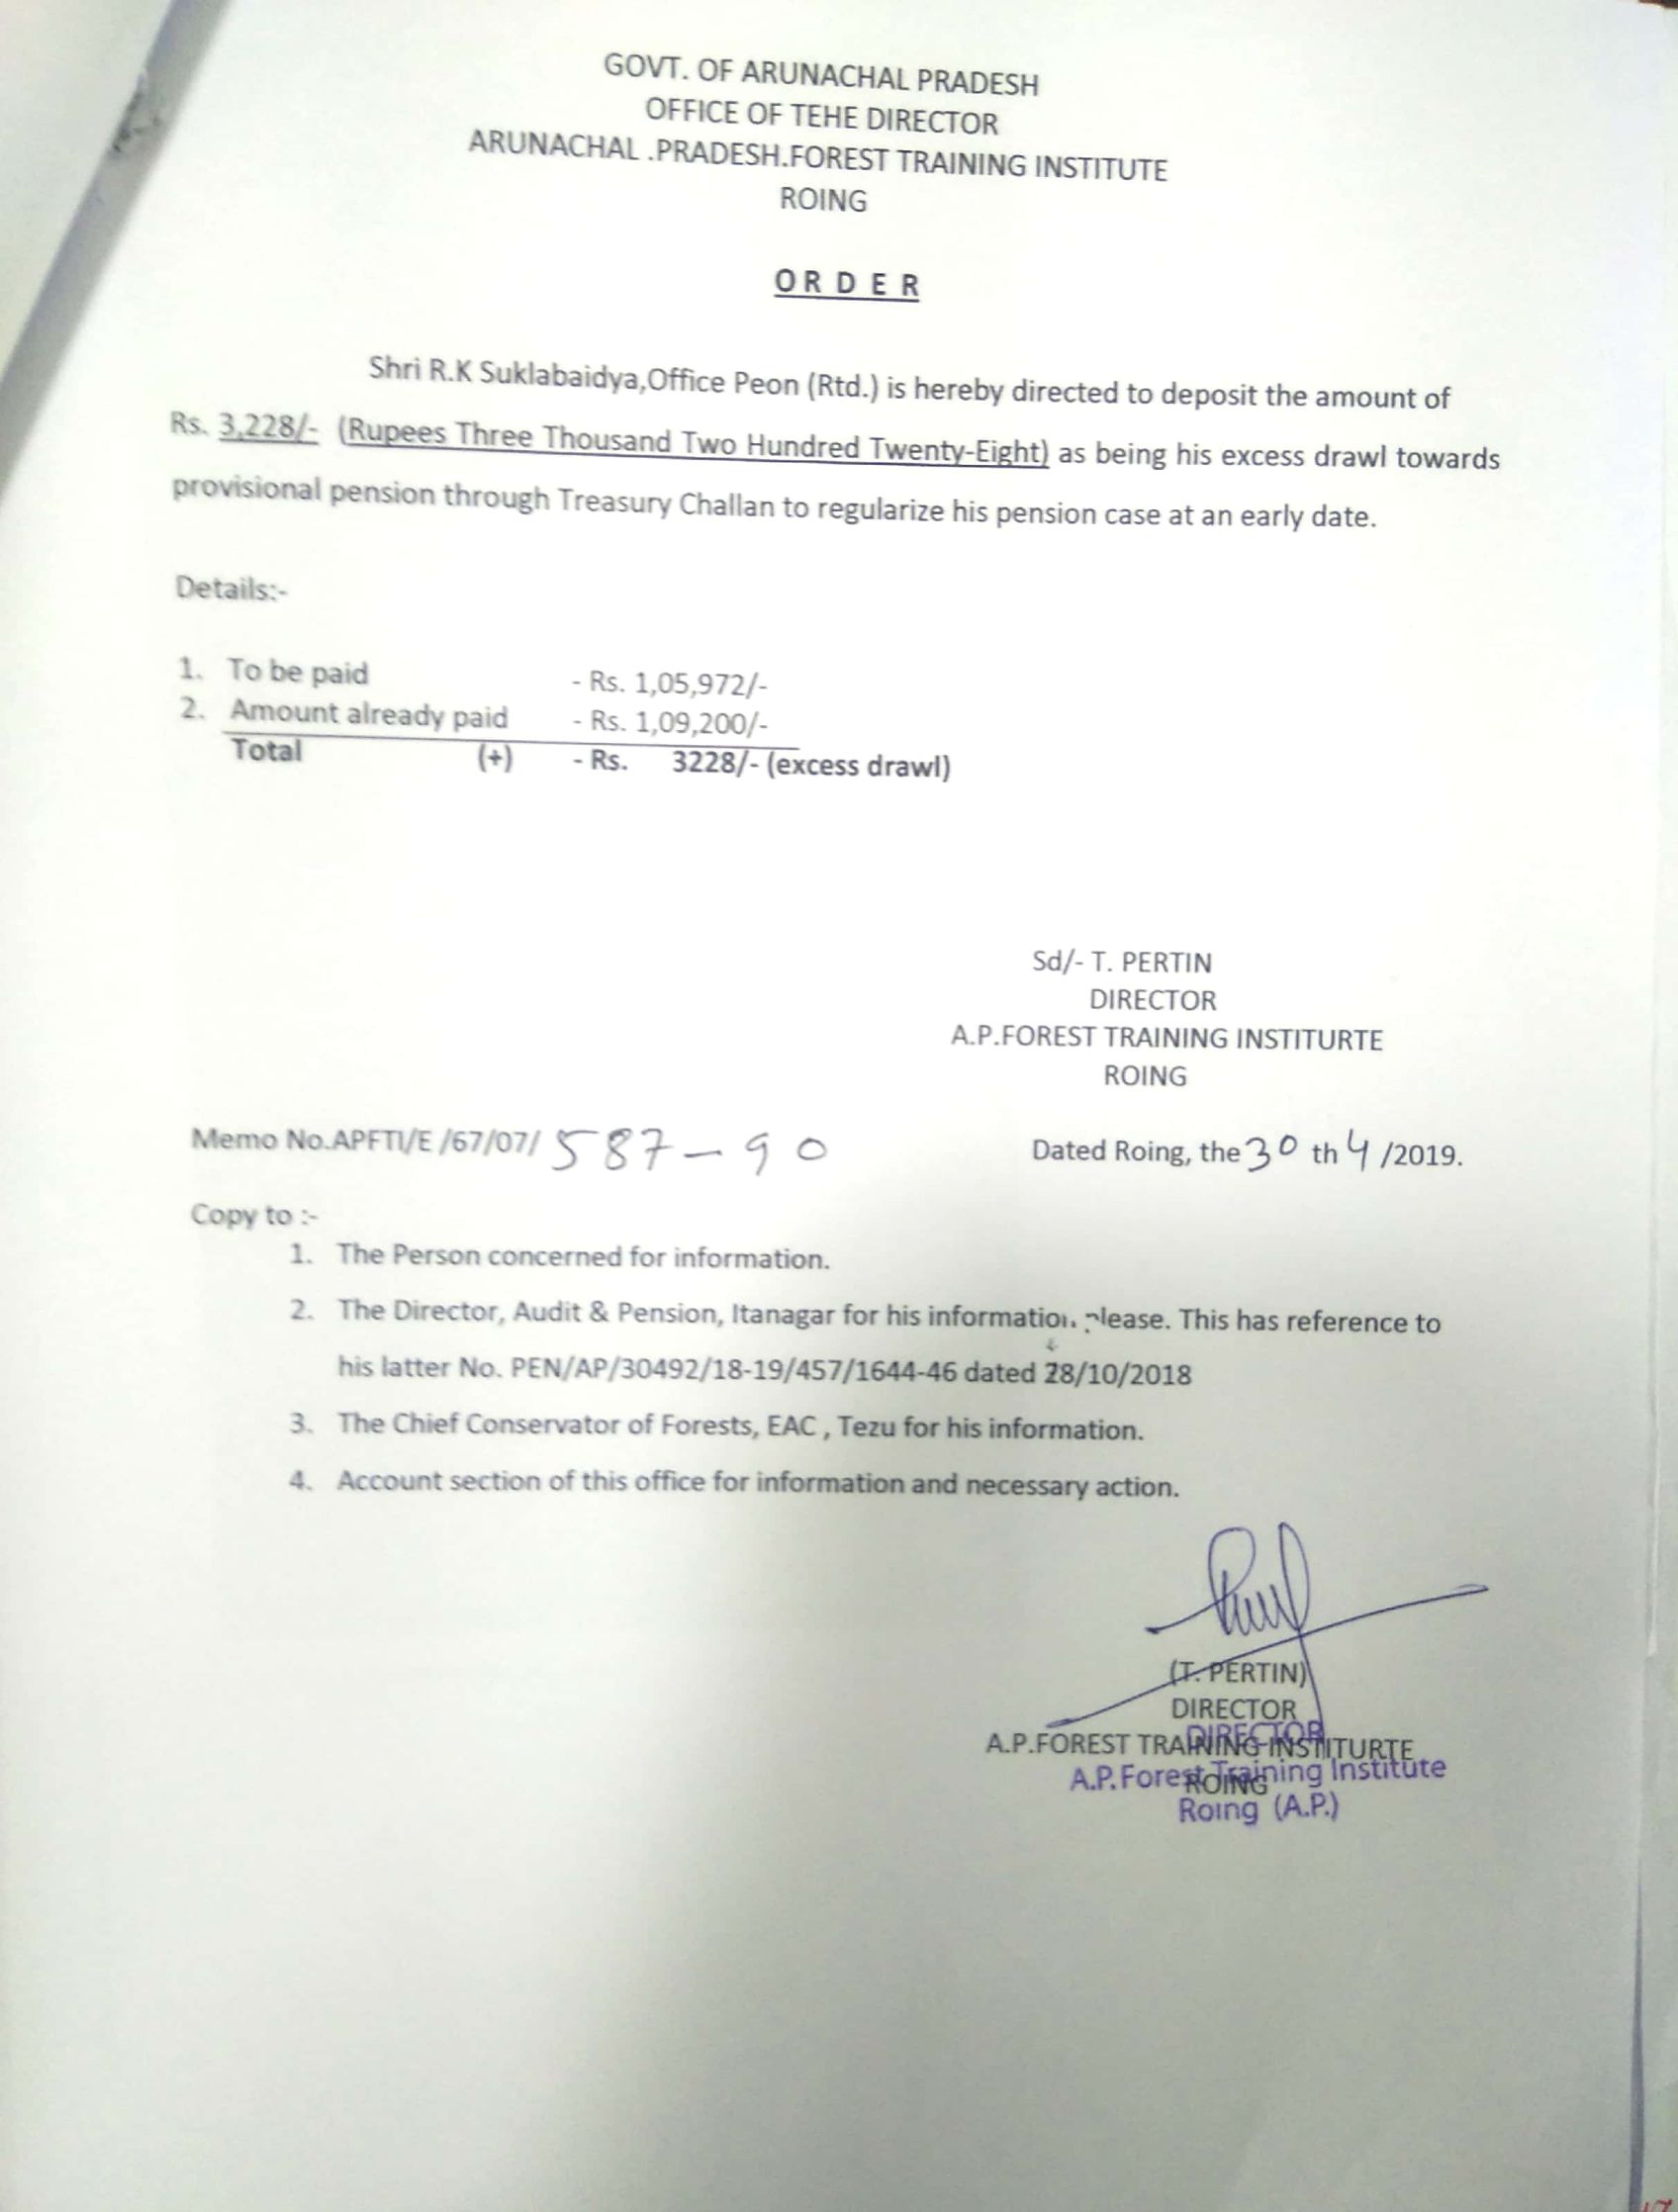 GOVT. OF ARUNACHAL PRADESH
OFFICE OF TEHE DIRECTOR
ARUNACHAL .PRADESH.FOREST TRAINING INSTITUTE
ROING
O R D E R
Shri R.K Suklabaidya,Office Peon (Rtd.) is hereby directed to deposit the amount of
Rs. 3,228/- (Rupees Three Thousand Two Hundred Twenty-Eight) as being his excess drawl towards
provisional pension through Treasury Challan to regularize his pension case at an early date.
Details:-
1. To be paid - Rs. 1,05,972/-
2. Amount already paid - Rs. 1,09,200/-
Total (+) - Rs. 3228/- (excess drawl)
Sd/- T. PERTIN
DIRECTOR
A.P.FOREST TRAINING INSTITURTE
ROING
Memo No.APFTI/E /67/07/ 587-90 Dated Roing, the 30 th 4 /2019.
Copy to :-
1. The Person concerned for information.
2. The Director, Audit & Pension, Itanagar for his information please. This has reference to
his latter No. PEN/AP/30492/18-19/457/1644-46 dated 28/10/2018
3. The Chief Conservator of Forests, EAC , Tezu for his information.
4. Account section of this office for information and necessary action.
(T. PERTIN)
DIRECTOR
DIRECTOR
A.P.FOREST TRAINING INSTITURTE
A.P.Forest Training Institute
ROING
Roing (A.P.)